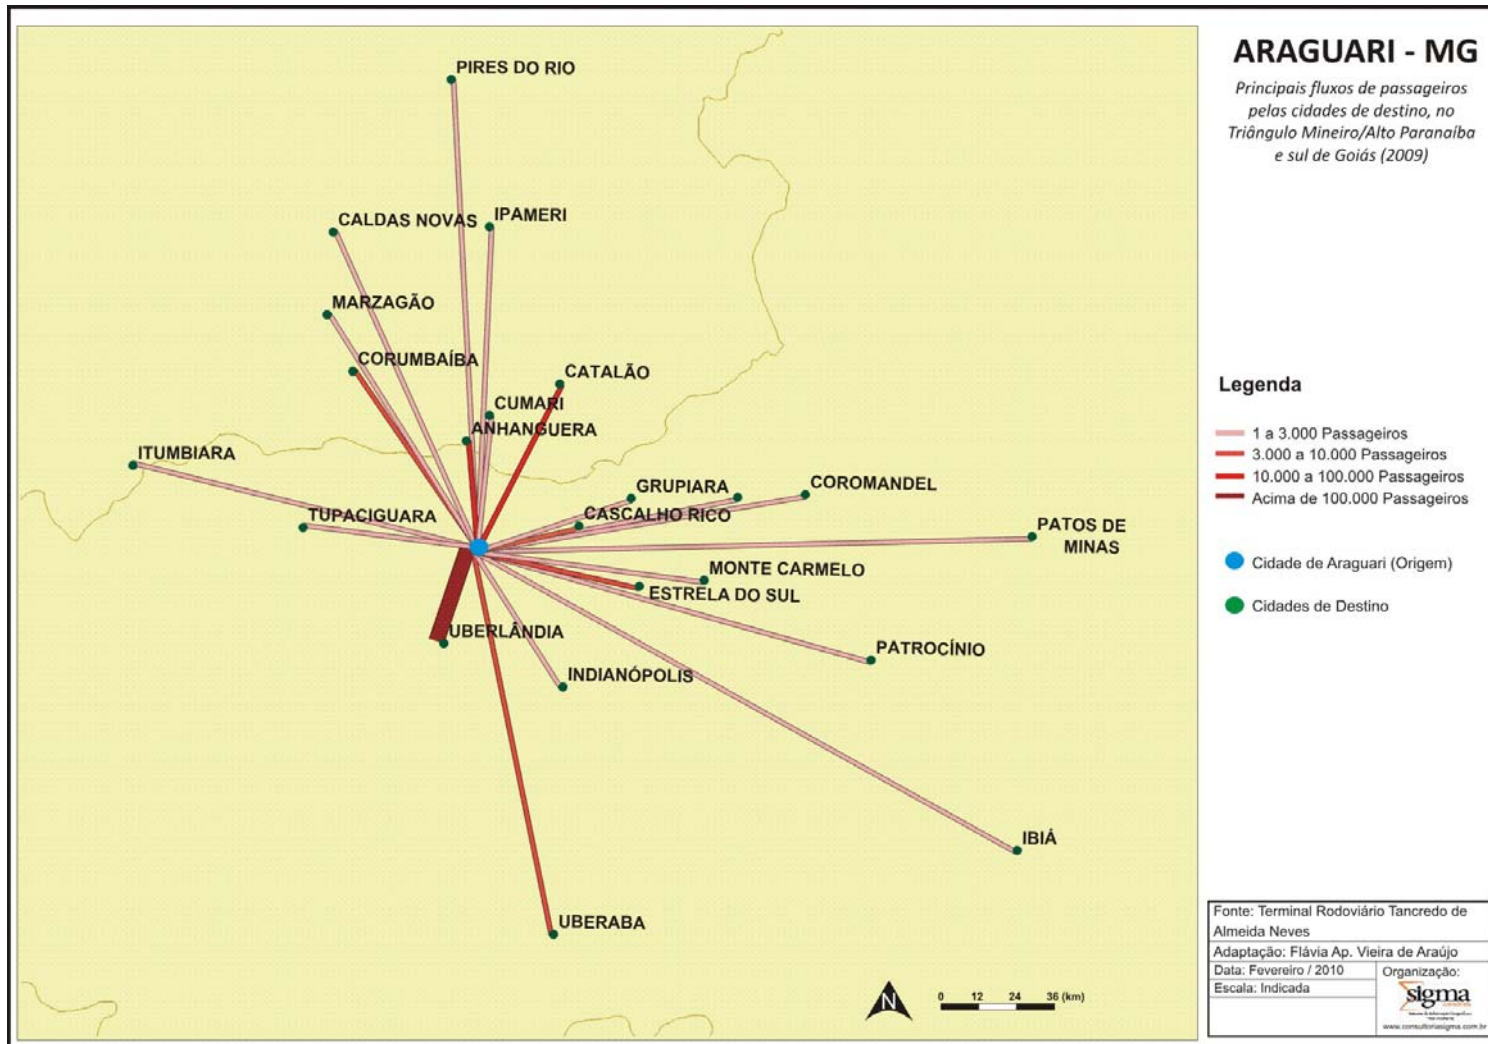 ARAGUARI - MG
Principais fluxos de passageiros
pelas cidades de destino, no
Triângulo Mineiro/Alto Paranaíba
e sul de Goiás (2009)
PIRES DO RIO
CALDAS NOVAS
IPAMERI
MARZAGÃO
CORUMBAÍBA
CATALÃO
CUMARI
ANHANGUERA
ITUMBIARA
GRUPIARA
COROMANDEL
TUPACIGUARA
CASCALHO RICO
PATOS DE
MINAS
MONTE CARMELO
ESTRELA DO SUL
UBERLÂNDIA
PATROCÍNIO
INDIANÓPOLIS
IBIÁ
UBERABA
N
0 12 24 36 (km)
Legenda
1 a 3.000 Passageiros
3.000 a 10.000 Passageiros
10.000 a 100.000 Passageiros
Acima de 100.000 Passageiros
Cidade de Araguari (Origem)
Cidades de Destino
Fonte: Terminal Rodoviário Tancredo de
Almeida Neves
Adaptação: Flávia Ap. Vieira de Araújo
Data: Fevereiro / 2010
Escala: Indicada
Organização:
sigma
www.consultoriasigma.com.br